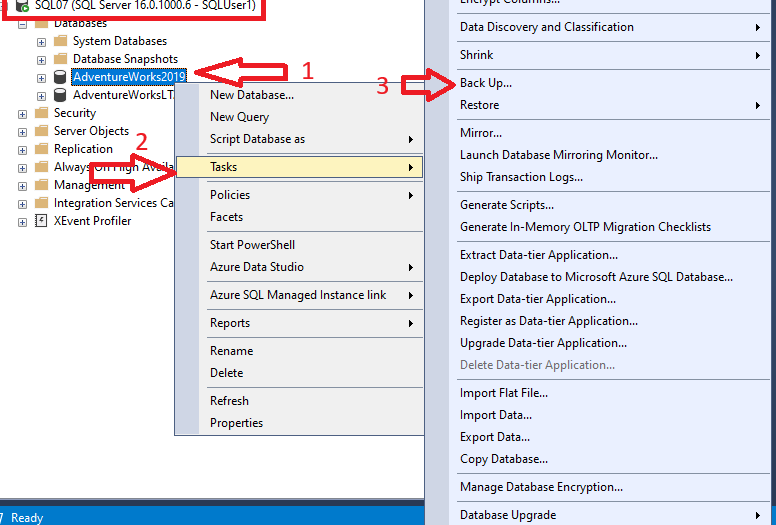 SQL07 (SQL Server 16.0.1000.6 - SQLUser1)
Databases
System Databases
Database Snapshots
AdventureWorks2019
AdventureWorksLT
Security
Server Objects
Replication
Always On High Availa
Management
Integration Services Ca
XEvent Profiler
1
2
3
New Database...
New Query
Script Database as
Tasks
Policies
Facets
Start PowerShell
Azure Data Studio
Azure SQL Managed Instance link
Reports
Rename
Delete
Refresh
Properties
Encrypt Columns...
Data Discovery and Classification
Shrink
Back Up...
Restore
Mirror...
Launch Database Mirroring Monitor...
Ship Transaction Logs...
Generate Scripts...
Generate In-Memory OLTP Migration Checklists
Extract Data-tier Application...
Deploy Database to Microsoft Azure SQL Database...
Export Data-tier Application...
Register as Data-tier Application...
Upgrade Data-tier Application...
Delete Data-tier Application...
Import Flat File...
Import Data...
Export Data...
Copy Database...
Manage Database Encryption...
Database Upgrade
Ready